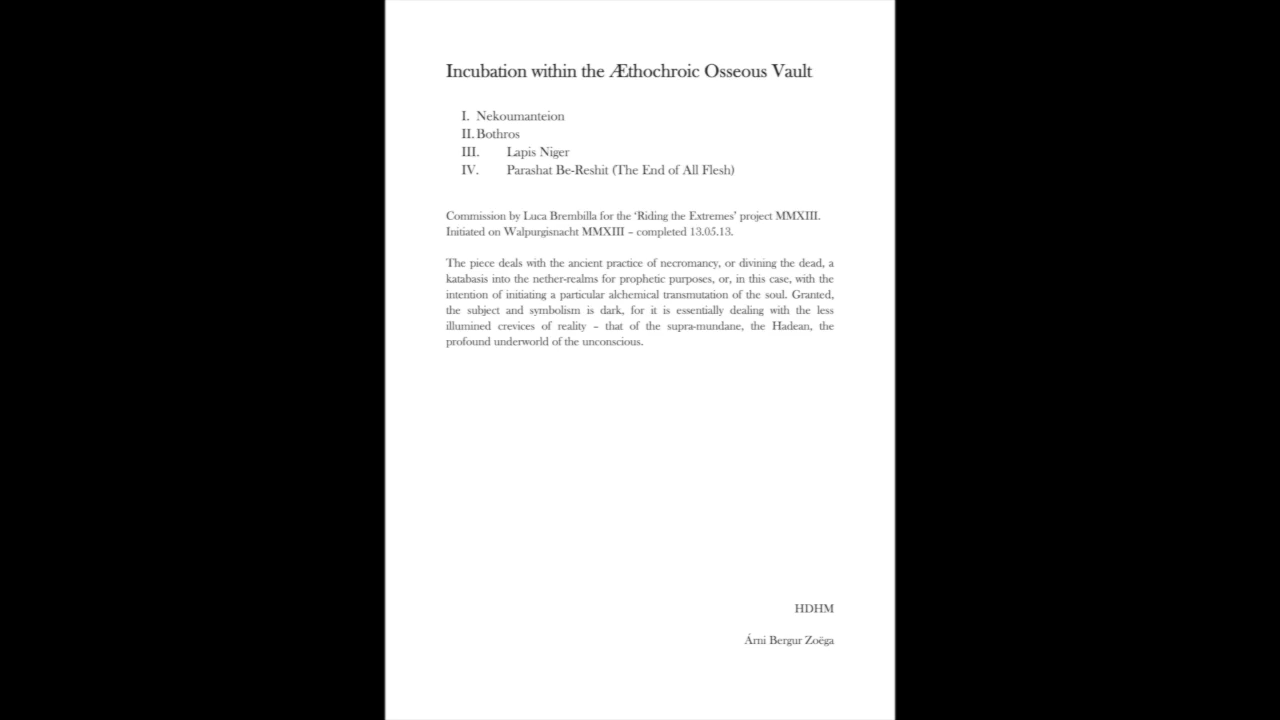 Incubation within the Æthochroic Osseous Vault
I. Nekoumanteion
II. Bothros
III. Lapis Niger
IV. Parashat Be-Reshit (The End of All Flesh)
Commission by Luca Brembilla for the ‘Riding the Extremes’ project MMXIII.
Initiated on Walpurgisnacht MMXIII – completed 13.05.13.
The piece deals with the ancient practice of necromancy, or divining the dead, a
katabasis into the nether-realms for prophetic purposes, or, in this case, with the
intention of initiating a particular alchemical transmutation of the soul. Granted,
the subject and symbolism is dark, for it is essentially dealing with the less
illumined crevices of reality – that of the supra-mundane, the Hadean, the
profound underworld of the unconscious.
HDHM
Árni Bergur Zoëga